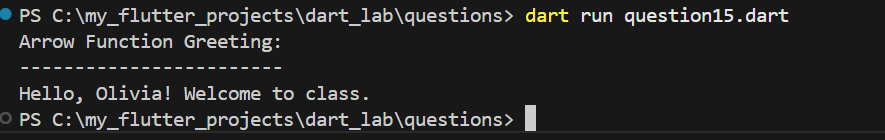 PS C:\my_flutter_projects\dart_lab\questions> dart run question15.dart
Arrow Function Greeting:
------------------------
Hello, Olivia! Welcome to class.
PS C:\my_flutter_projects\dart_lab\questions>